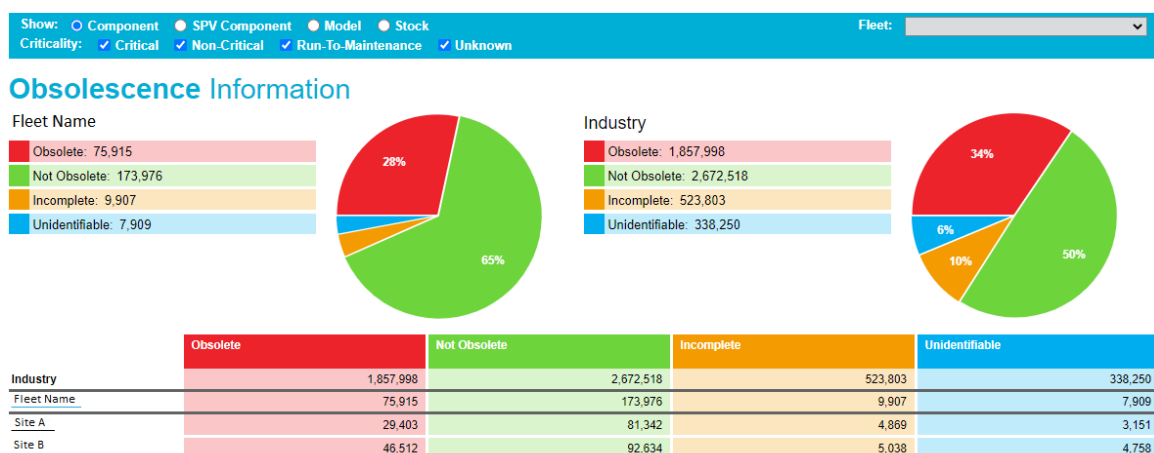 Show: Component SPV Component Model Stock Fleet:
Criticality: Critical Non-Critical Run-To-Maintenance Unknown
Obsolescence Information
Fleet Name
Obsolete: 75,915
Not Obsolete: 173,976
Incomplete: 9,907
Unidentifiable: 7,909
28%
65%
Industry
Obsolete: 1,857,998
Not Obsolete: 2,672,518
Incomplete: 523,803
Unidentifiable: 338,250
34%
6%
50%
10%
Obsolete Not Obsolete Incomplete Unidentifiable
Industry 1,857,998 2,672,518 523,803 338,250
Fleet Name 75,915 173,976 9,907 7,909
Site A 29,403 81,342 4,869 3,151
Site B 46,512 92,634 5,038 4,758